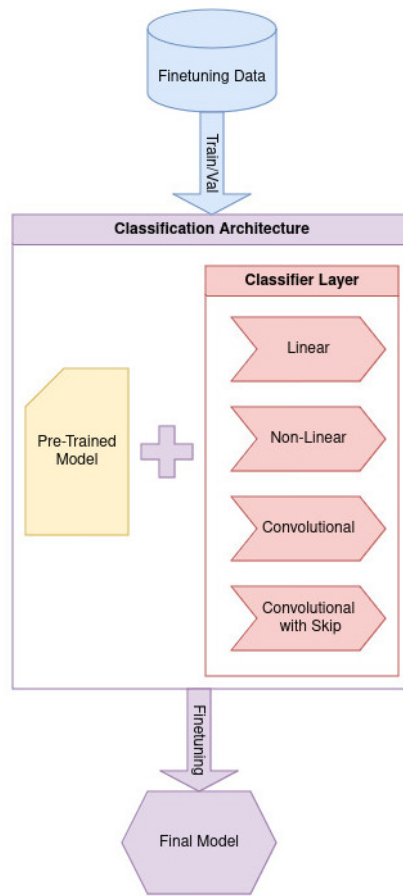 Finetuning Data
Train/Val
Classification Architecture
Classifier Layer
Linear
Pre-Trained
Model
Non-Linear
Convolutional
Convolutional
with Skip
Finetuning
Final Model